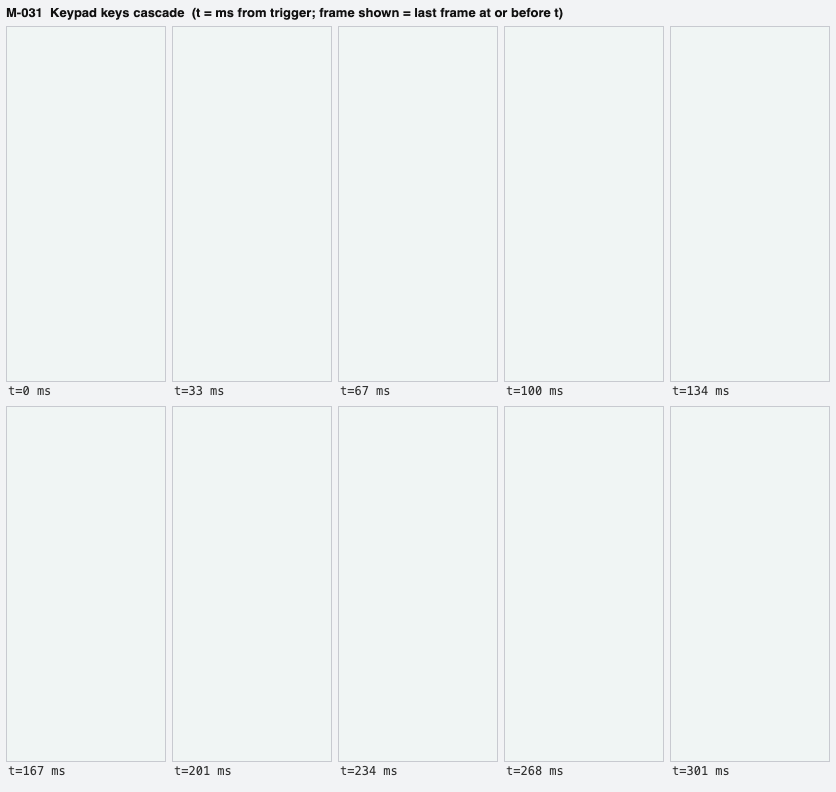 M-031 Keypad keys cascade (t = ms from trigger; frame shown = last frame at or before t)
t=0 ms
t=33 ms
t=67 ms
t=100 ms
t=134 ms
t=167 ms
t=201 ms
t=234 ms
t=268 ms
t=301 ms